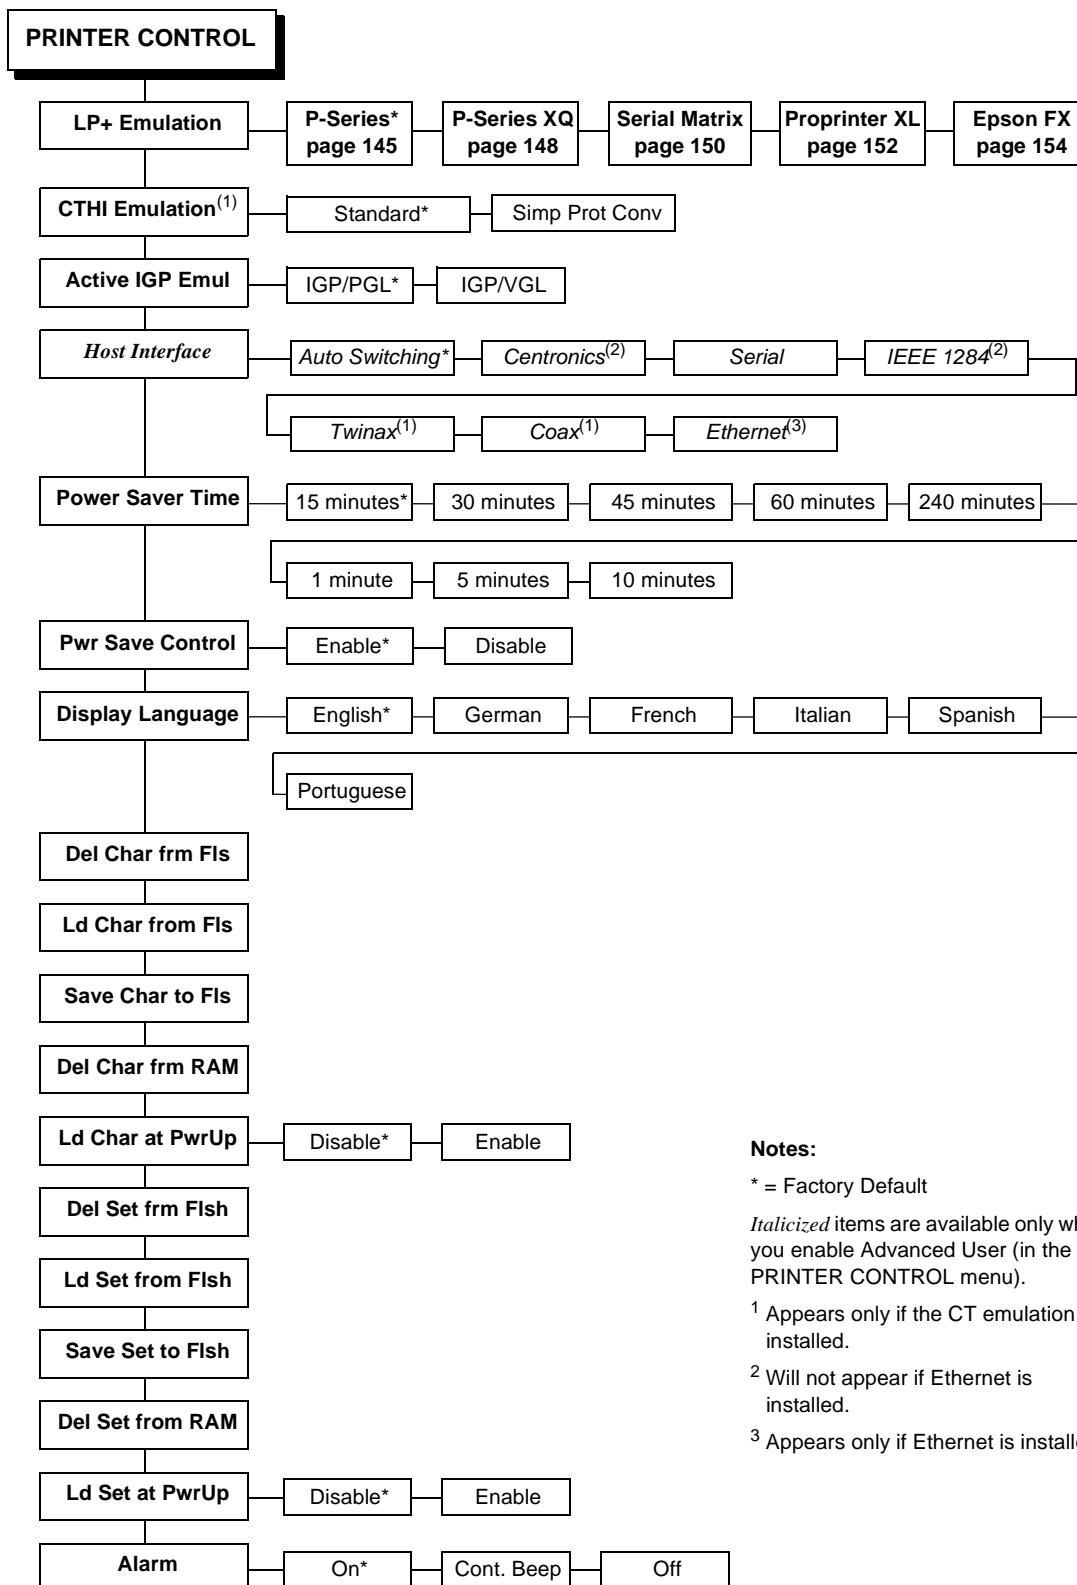 PRINTER CONTROL
LP+ Emulation
P-Series*
page 145
P-Series XQ
page 148
Serial Matrix
page 150
Proprinter XL
page 152
Epson FX
page 154
CTHI Emulation(1)
Standard*
Simp Prot Conv
Active IGP Emul
IGP/PGL*
IGP/VGL
Host Interface
Auto Switching*
Centronics(2)
Serial
IEEE 1284(2)
Twinax(1)
Coax(1)
Ethernet(3)
Power Saver Time
15 minutes*
30 minutes
45 minutes
60 minutes
240 minutes
1 minute
5 minutes
10 minutes
Pwr Save Control
Enable*
Disable
Display Language
English*
German
French
Italian
Spanish
Portuguese
Del Char frm Fls
Ld Char from Fls
Save Char to Fls
Del Char frm RAM
Ld Char at PwrUp
Disable*
Enable
Del Set frm Flsh
Ld Set from Flsh
Save Set to Flsh
Del Set from RAM
Ld Set at PwrUp
Disable*
Enable
Alarm
On*
Cont. Beep
Off
Notes:
* = Factory Default
Italicized items are available only
you enable Advanced User (in the
PRINTER CONTROL menu).
1 Appears only if the CT emulation
installed.
2 Will not appear if Ethernet is
installed.
3 Appears only if Ethernet is